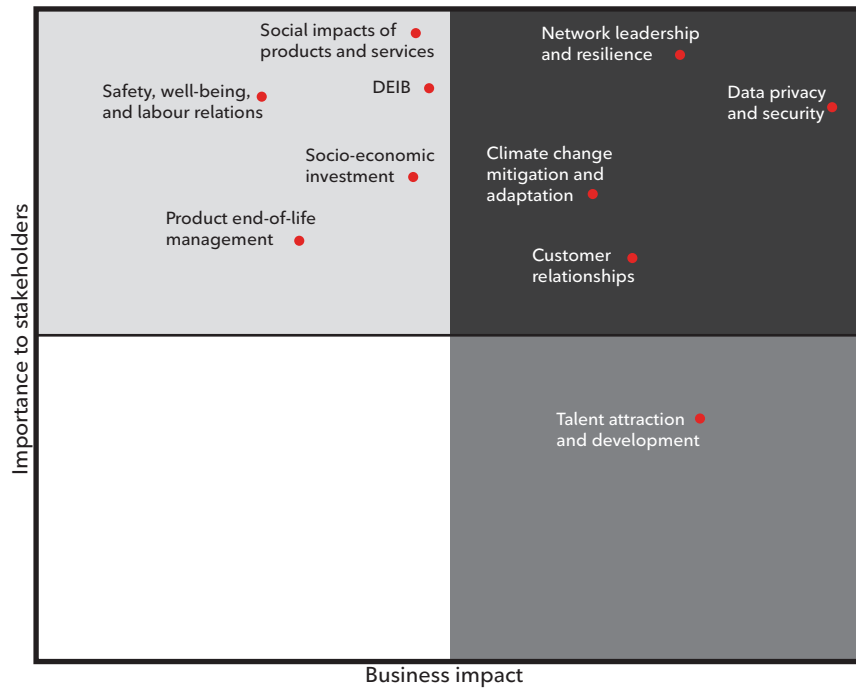 Social impacts of
products and services
Network leadership
and resilience
DEIB
Safety, well-being,
and labour relations
Data privacy
and security
Socio-economic
investment
Climate change
mitigation and
adaptation
Product end-of-life
management
Customer
relationships
Importance to stakeholders
Talent attraction
and development
Business impact